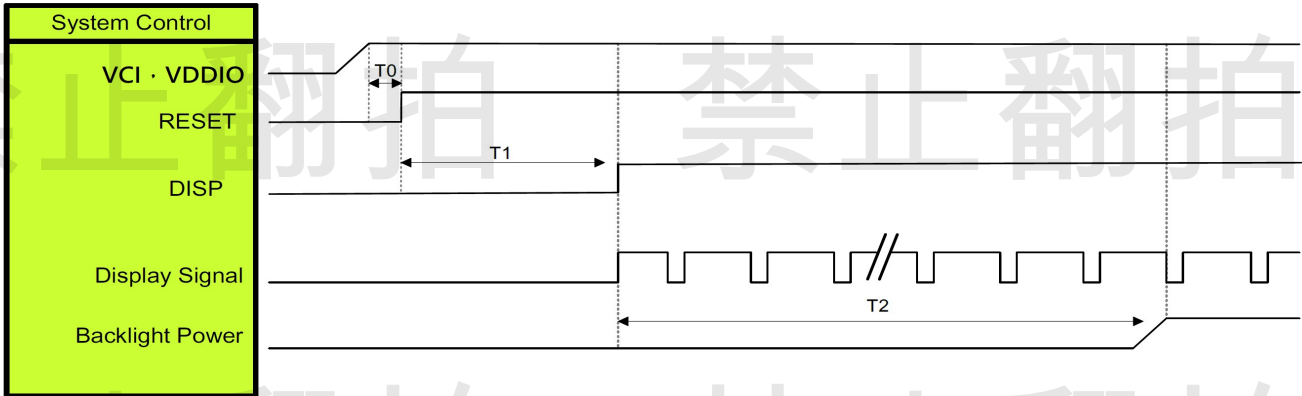 System Control
VCI · VDDIO
T0
RESET
T1
DISP
Display Signal
T2
Backlight Power
禁止翻拍 禁止翻拍